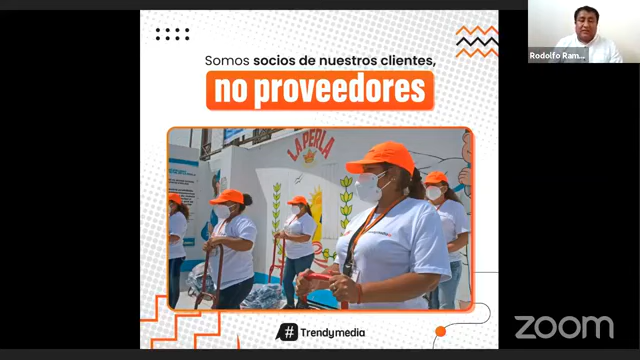 Somos socios de nuestros clientes,
no proveedores
LA PERLA
# Trendymedia
Rodolfo Ram...
zoom